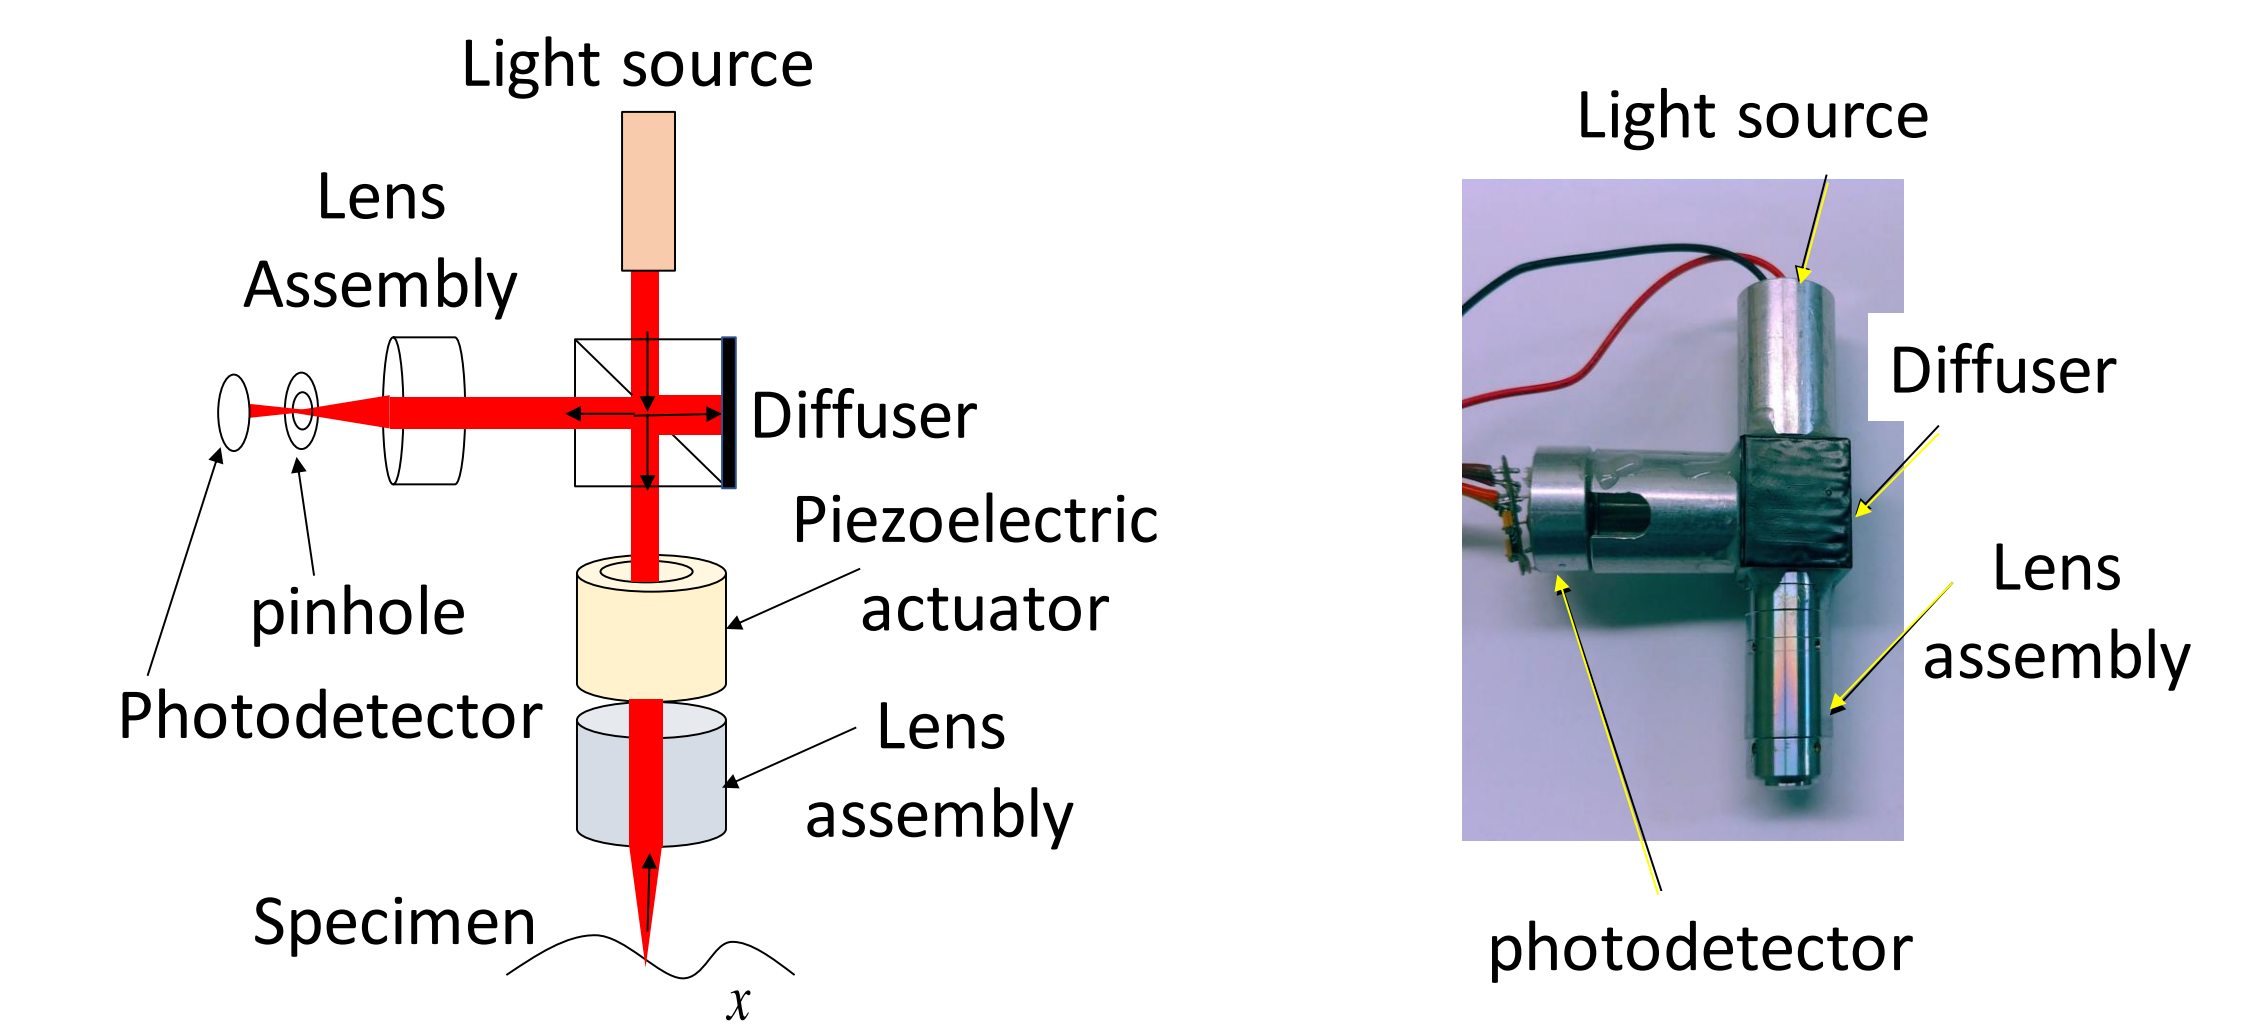 Light source
Lens
Assembly
Diffuser
Piezoelectric
actuator
pinhole
Photodetector
Lens
assembly
Specimen
x
Light source
Diffuser
Lens
assembly
photodetector